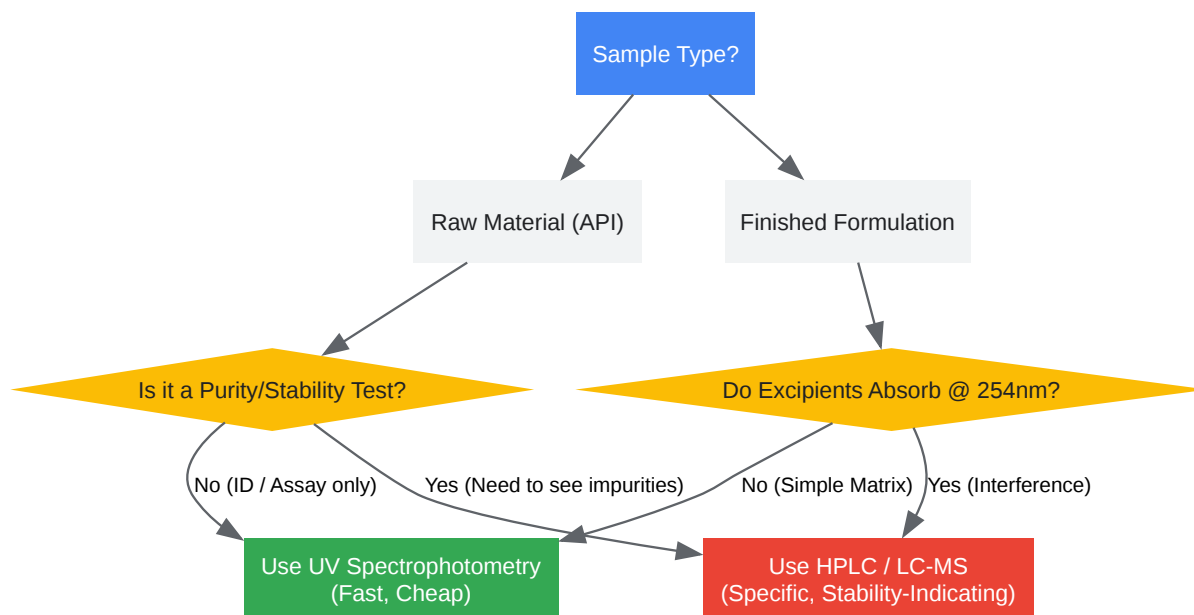 Sample Type?
Raw Material (API)
Finished Formulation
Is it a Purity/Stability Test?
Do Excipients Absorb @ 254nm?
No (ID / Assay only)
Yes (Need to see impurities)
No (Simple Matrix)
Yes (Interference)
Use UV Spectrophotometry
(Fast, Cheap)
Use HPLC / LC-MS
(Specific, Stability-Indicating)